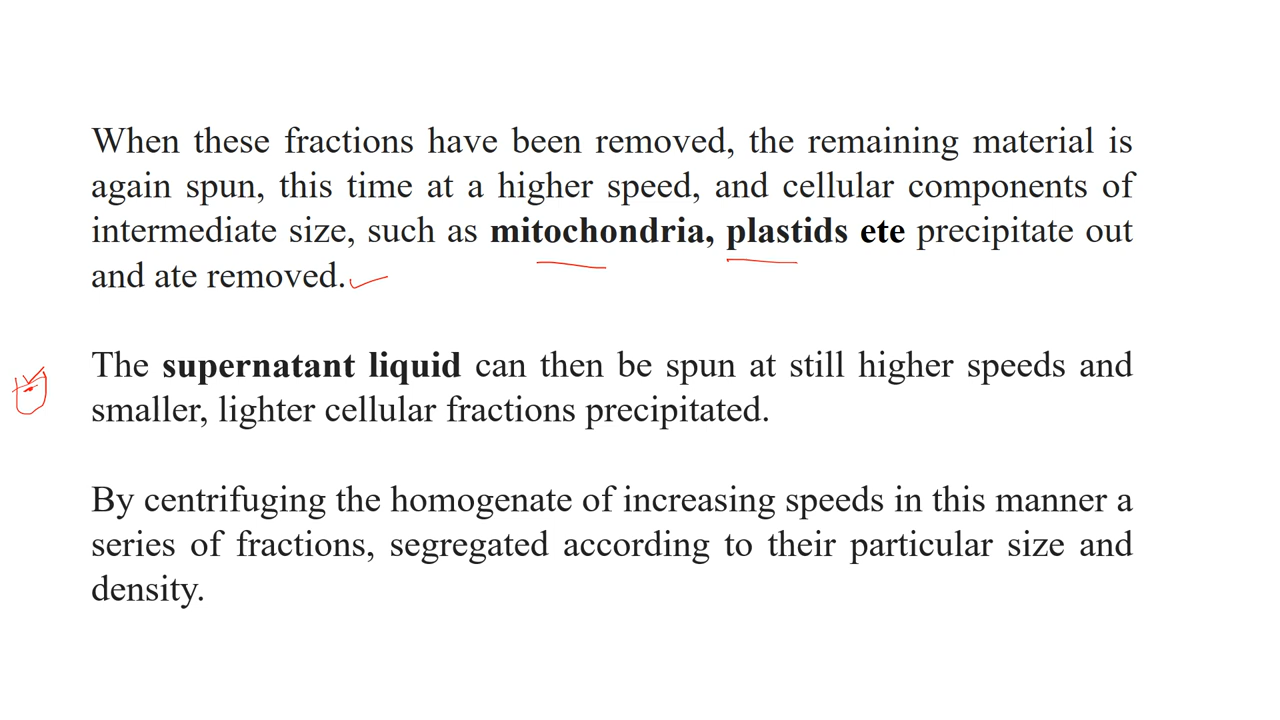 When these fractions have been removed, the remaining material is
again spun, this time at a higher speed, and cellular components of
intermediate size, such as mitochondria, plastids ete precipitate out
and ate removed.
The supernatant liquid can then be spun at still higher speeds and
smaller, lighter cellular fractions precipitated.
By centrifuging the homogenate of increasing speeds in this manner a
series of fractions, segregated according to their particular size and
density.